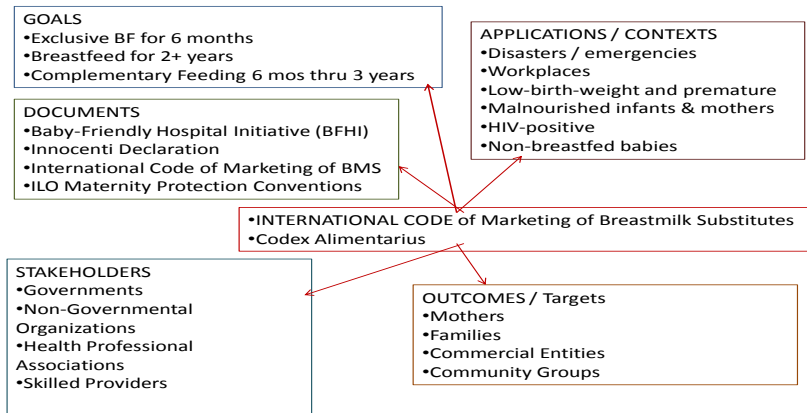 GOALS
•Exclusive BF for 6 months
•Breastfeed for 2+ years
•Complementary Feeding 6 mos thru 3 years
APPLICATIONS / CONTEXTS
•Disasters / emergencies
•Workplaces
•Low-birth-weight and premature
•Malnourished infants & mothers
•HIV-positive
•Non-breastfed babies
DOCUMENTS
•Baby-Friendly Hospital Initiative (BFHI)
•Innocenti Declaration
•International Code of Marketing of BMS
•ILO Maternity Protection Conventions
•INTERNATIONAL CODE of Marketing of Breastmilk Substitutes
•Codex Alimentarius
STAKEHOLDERS
•Governments
•Non-Governmental
Organizations
•Health Professional
Associations
•Skilled Providers
OUTCOMES / Targets
•Mothers
•Families
•Commercial Entities
•Community Groups